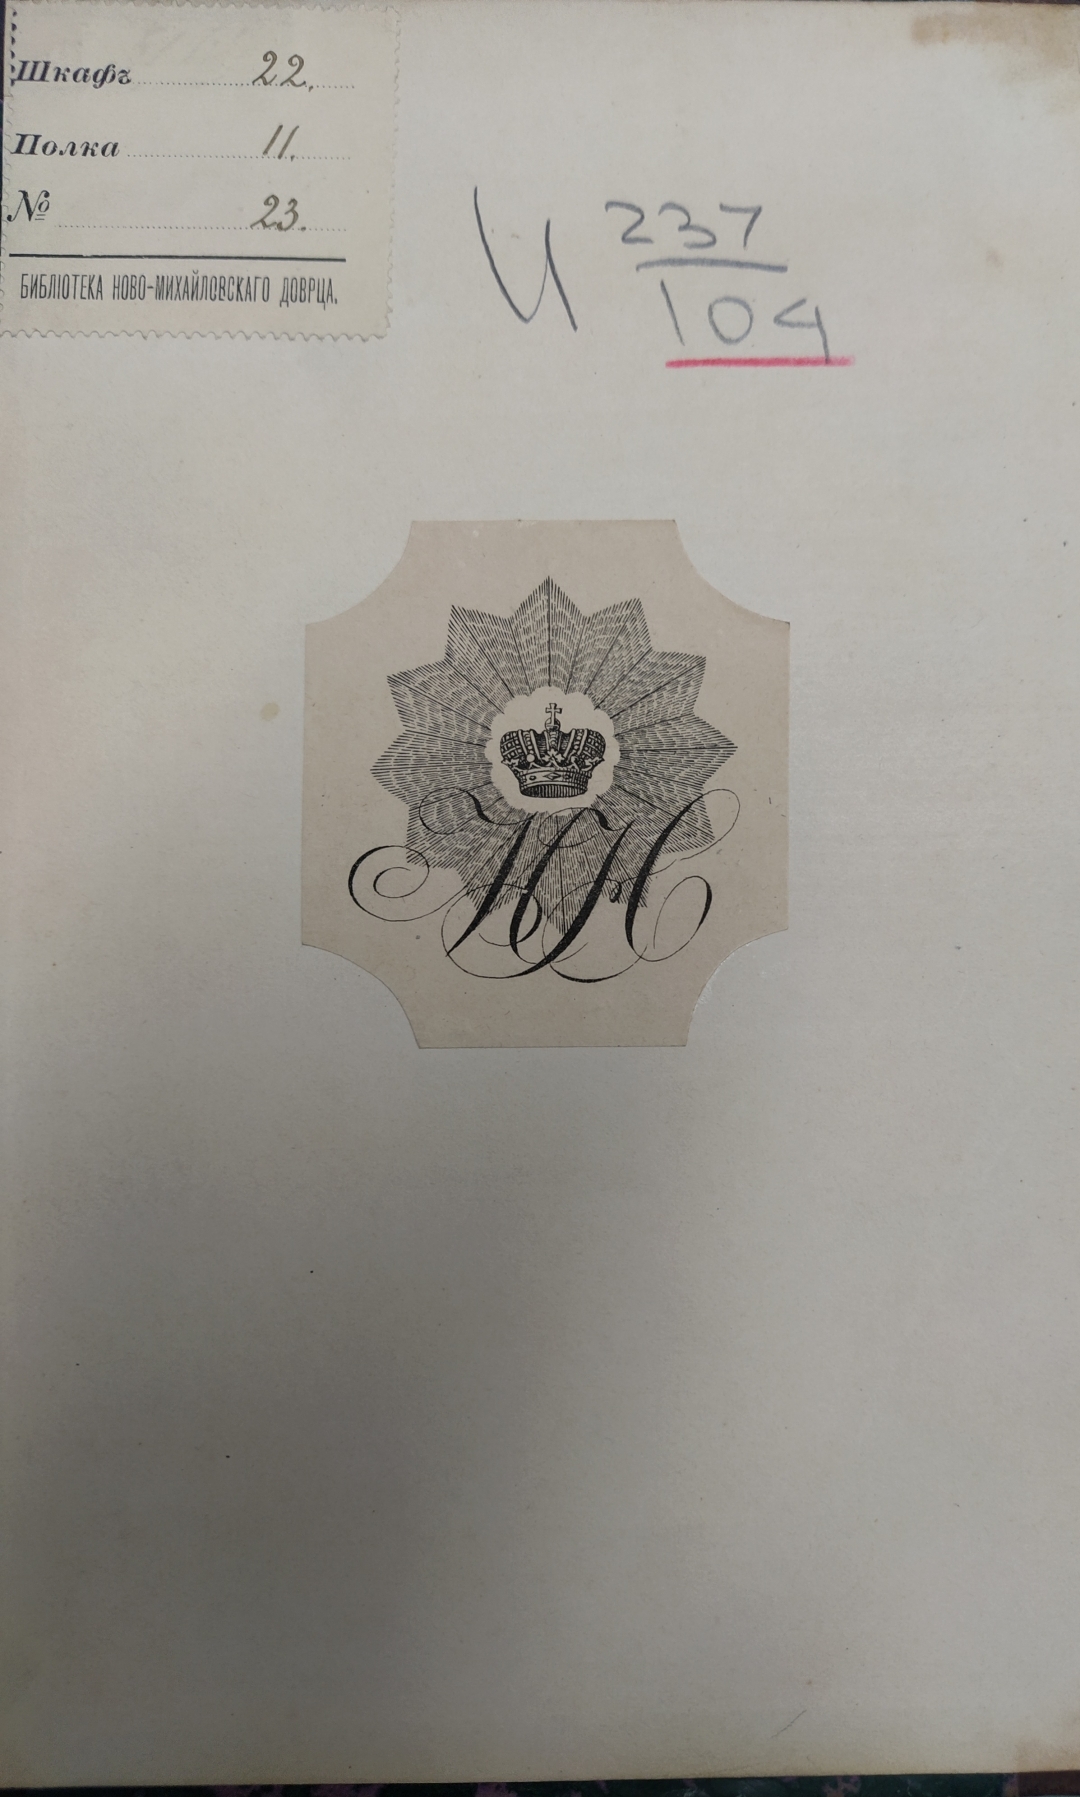 Шкафъ 22.
Полка 11.
№ 23.
БИБЛІОТЕКА НОВО-МИХАЙЛОВСКАГО ДОВРЦА.
И 237
104